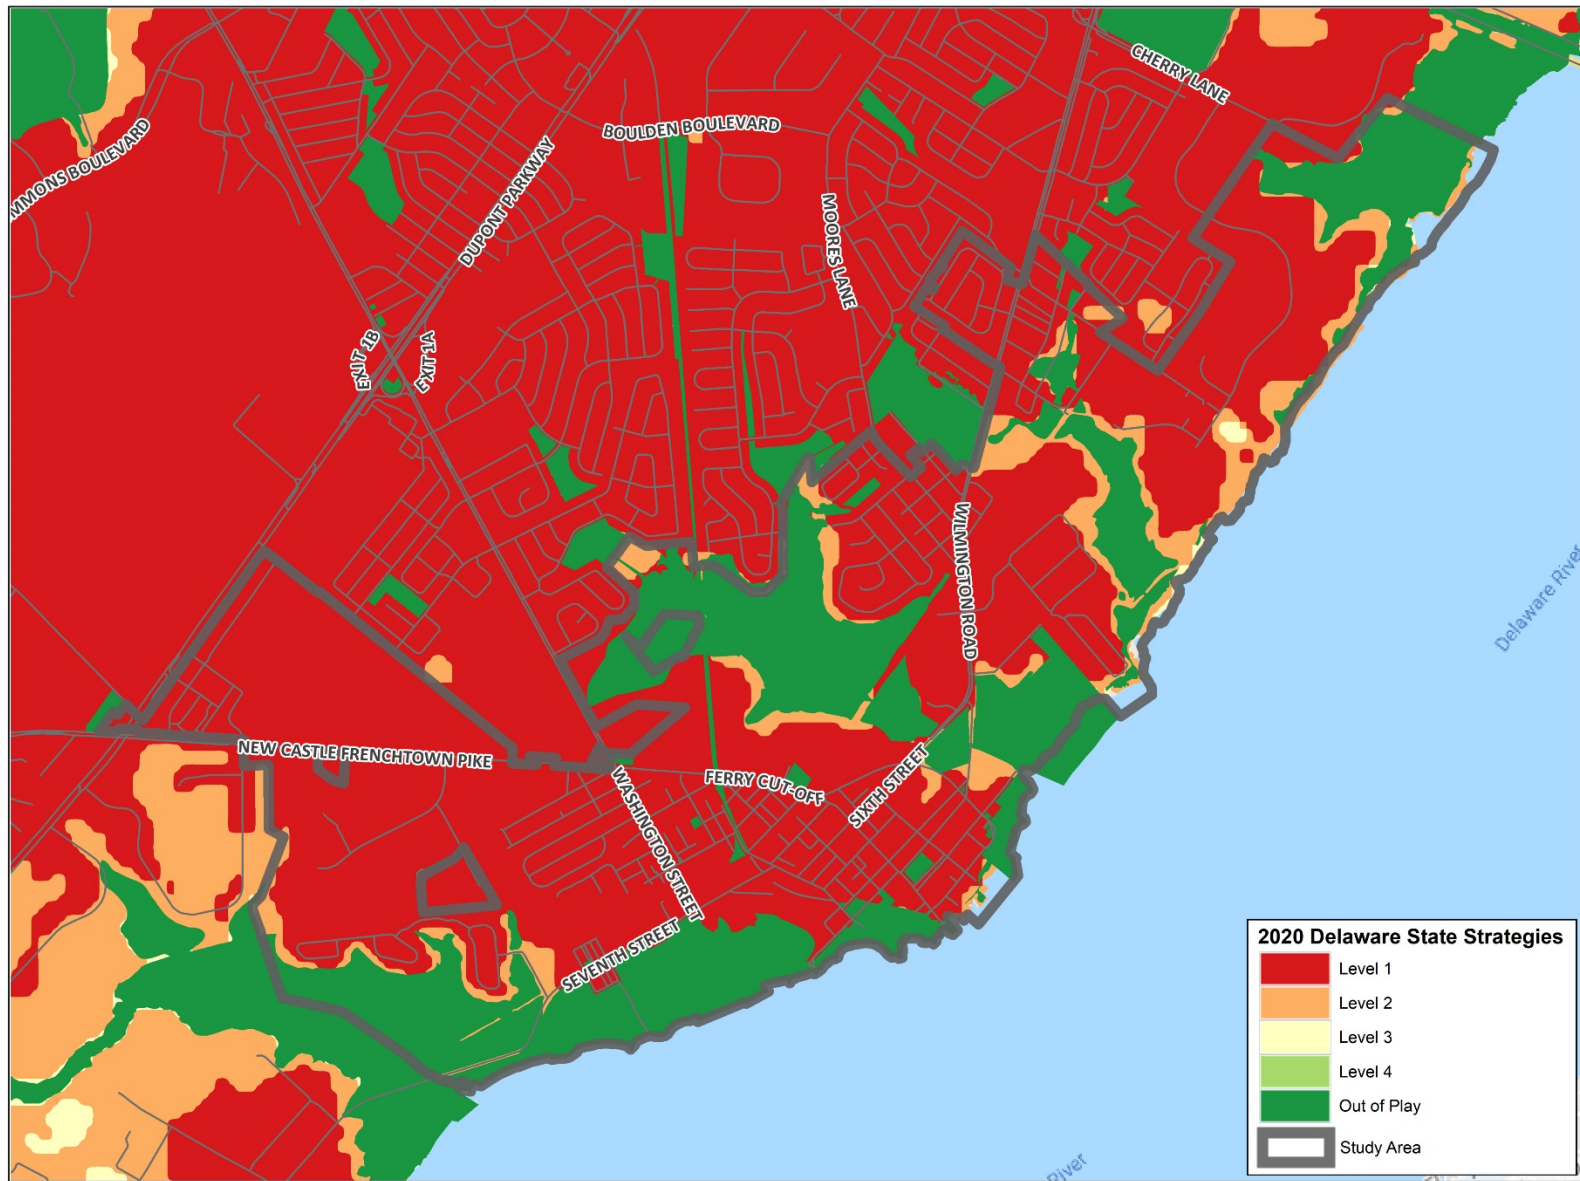 CHERRY LANE
BOULDEN BOULEVARD
MMONS BOULEVARD
DUPONT PARKWAY
MOORES LANE
EXIT 1B
EXIT 1A
WILMINGTON ROAD
Delaware River
NEW CASTLE FRENCHTOWN PIKE
FERRY CUT-OFF
SIXTH STREET
WASHINGTON STREET
SEVENTH STREET
River
2020 Delaware State Strategies
Level 1
Level 2
Level 3
Level 4
Out of Play
Study Area